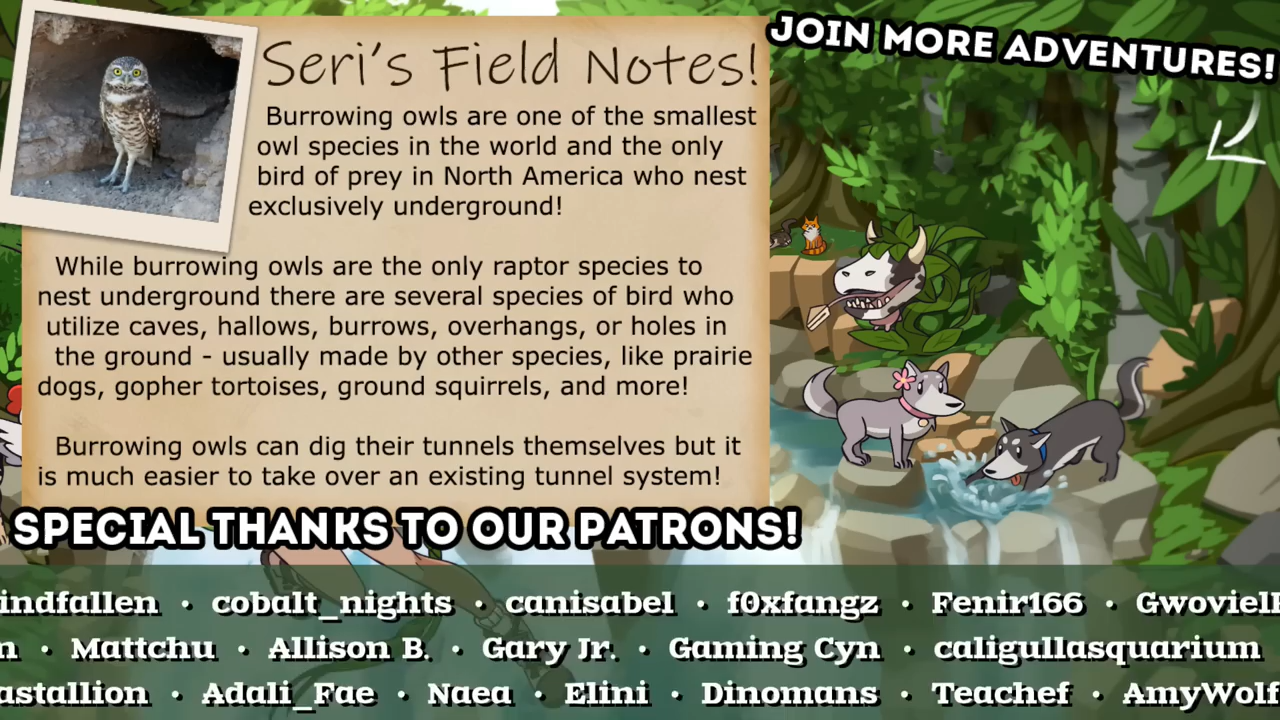 Seri's Field Notes!
JOIN MORE ADVENTURES!
Burrowing owls are one of the smallest
owl species in the world and the only
bird of prey in North America who nest
exclusively underground!
While burrowing owls are the only raptor species to
nest underground there are several species of bird who
utilize caves, hallows, burrows, overhangs, or holes in
the ground - usually made by other species, like prairie
dogs, gopher tortoises, ground squirrels, and more!
Burrowing owls can dig their tunnels themselves but it
is much easier to take over an existing tunnel system!
SPECIAL THANKS TO OUR PATRONS!
indfallen · cobalt_nights · canisabel · f0xfangz · Fenir166 · Gwoviel
n · Mattchu · Allison B. · Gary Jr. · Gaming Cyn · caligullasquarium
astallion · Adali_Fae · Naea · Elini · Dinomans · Teachef · AmyWolf